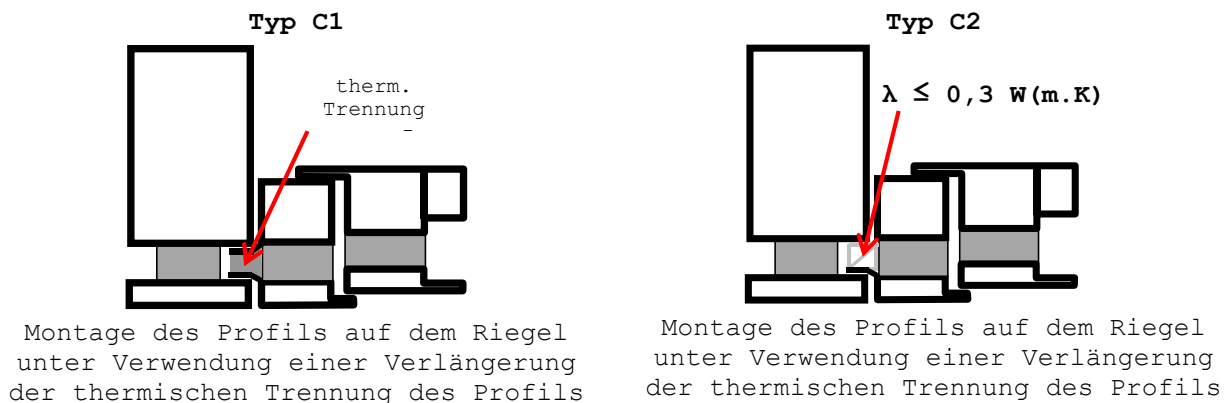 Typ C1
therm.
Trennung
-
Montage des Profils auf dem Riegel
unter Verwendung einer Verlängerung
der thermischen Trennung des Profils
Typ C2
λ ≤ 0,3 W(m.K)
Montage des Profils auf dem Riegel
unter Verwendung einer Verlängerung
der thermischen Trennung des Profils